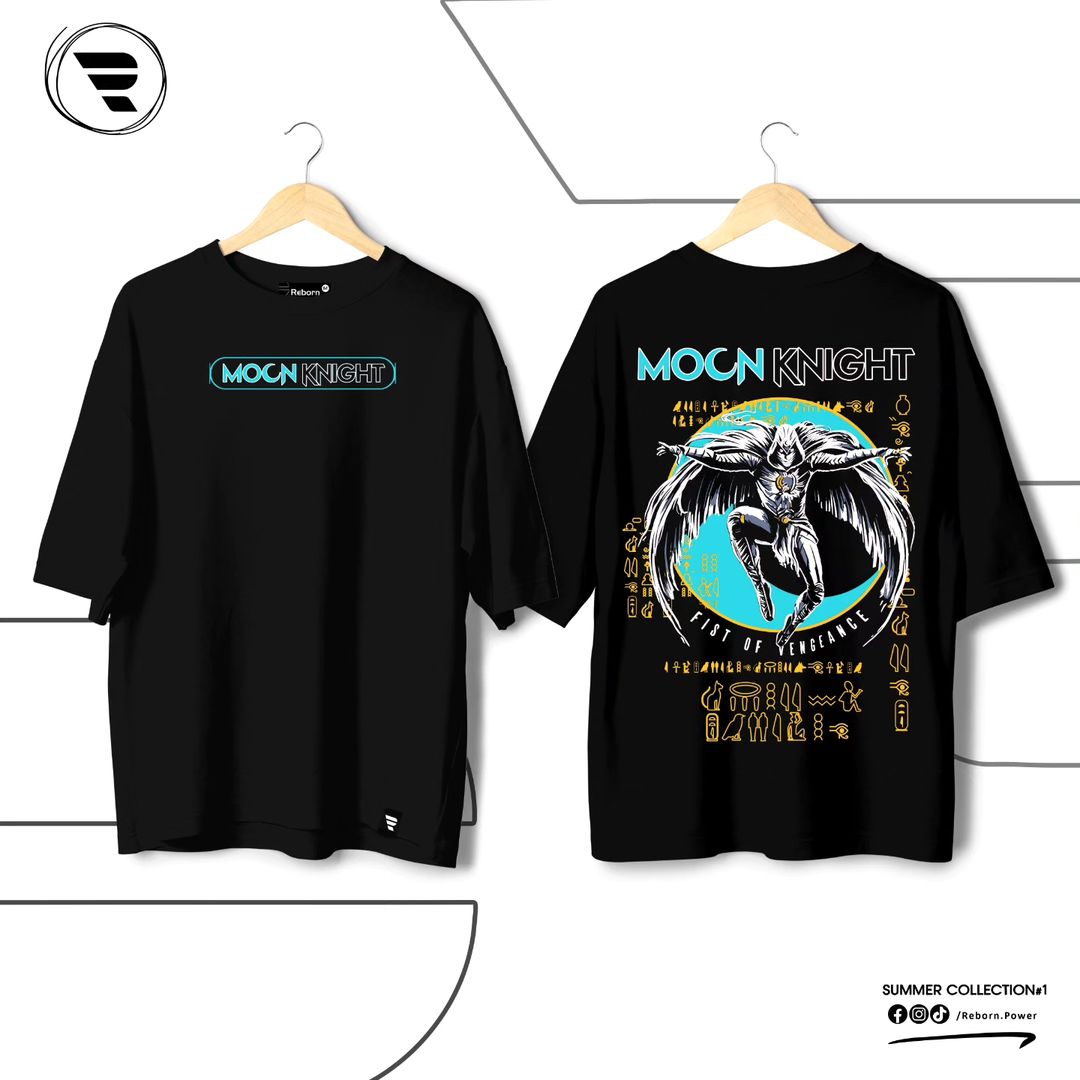 Reborn M
MOON KNIGHT
MOON KNIGHT
FIST OF VENGEANCE
SUMMER COLLECTION#1
/Reborn.Power